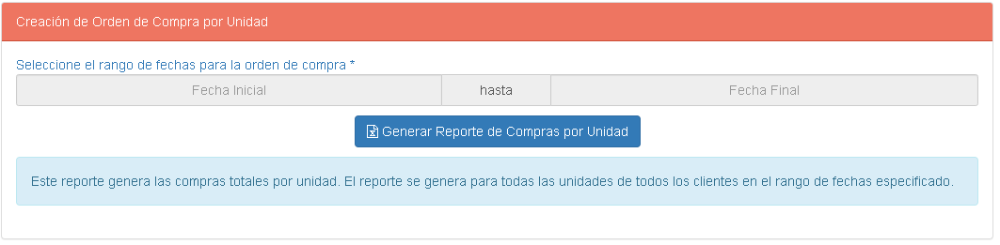 Creación de Orden de Compra por Unidad
Seleccione el rango de fechas para la orden de compra *
Fecha Inicial hasta Fecha Final
Generar Reporte de Compras por Unidad
Este reporte genera las compras totales por unidad. El reporte se genera para todas las unidades de todos los clientes en el rango de fechas especificado.